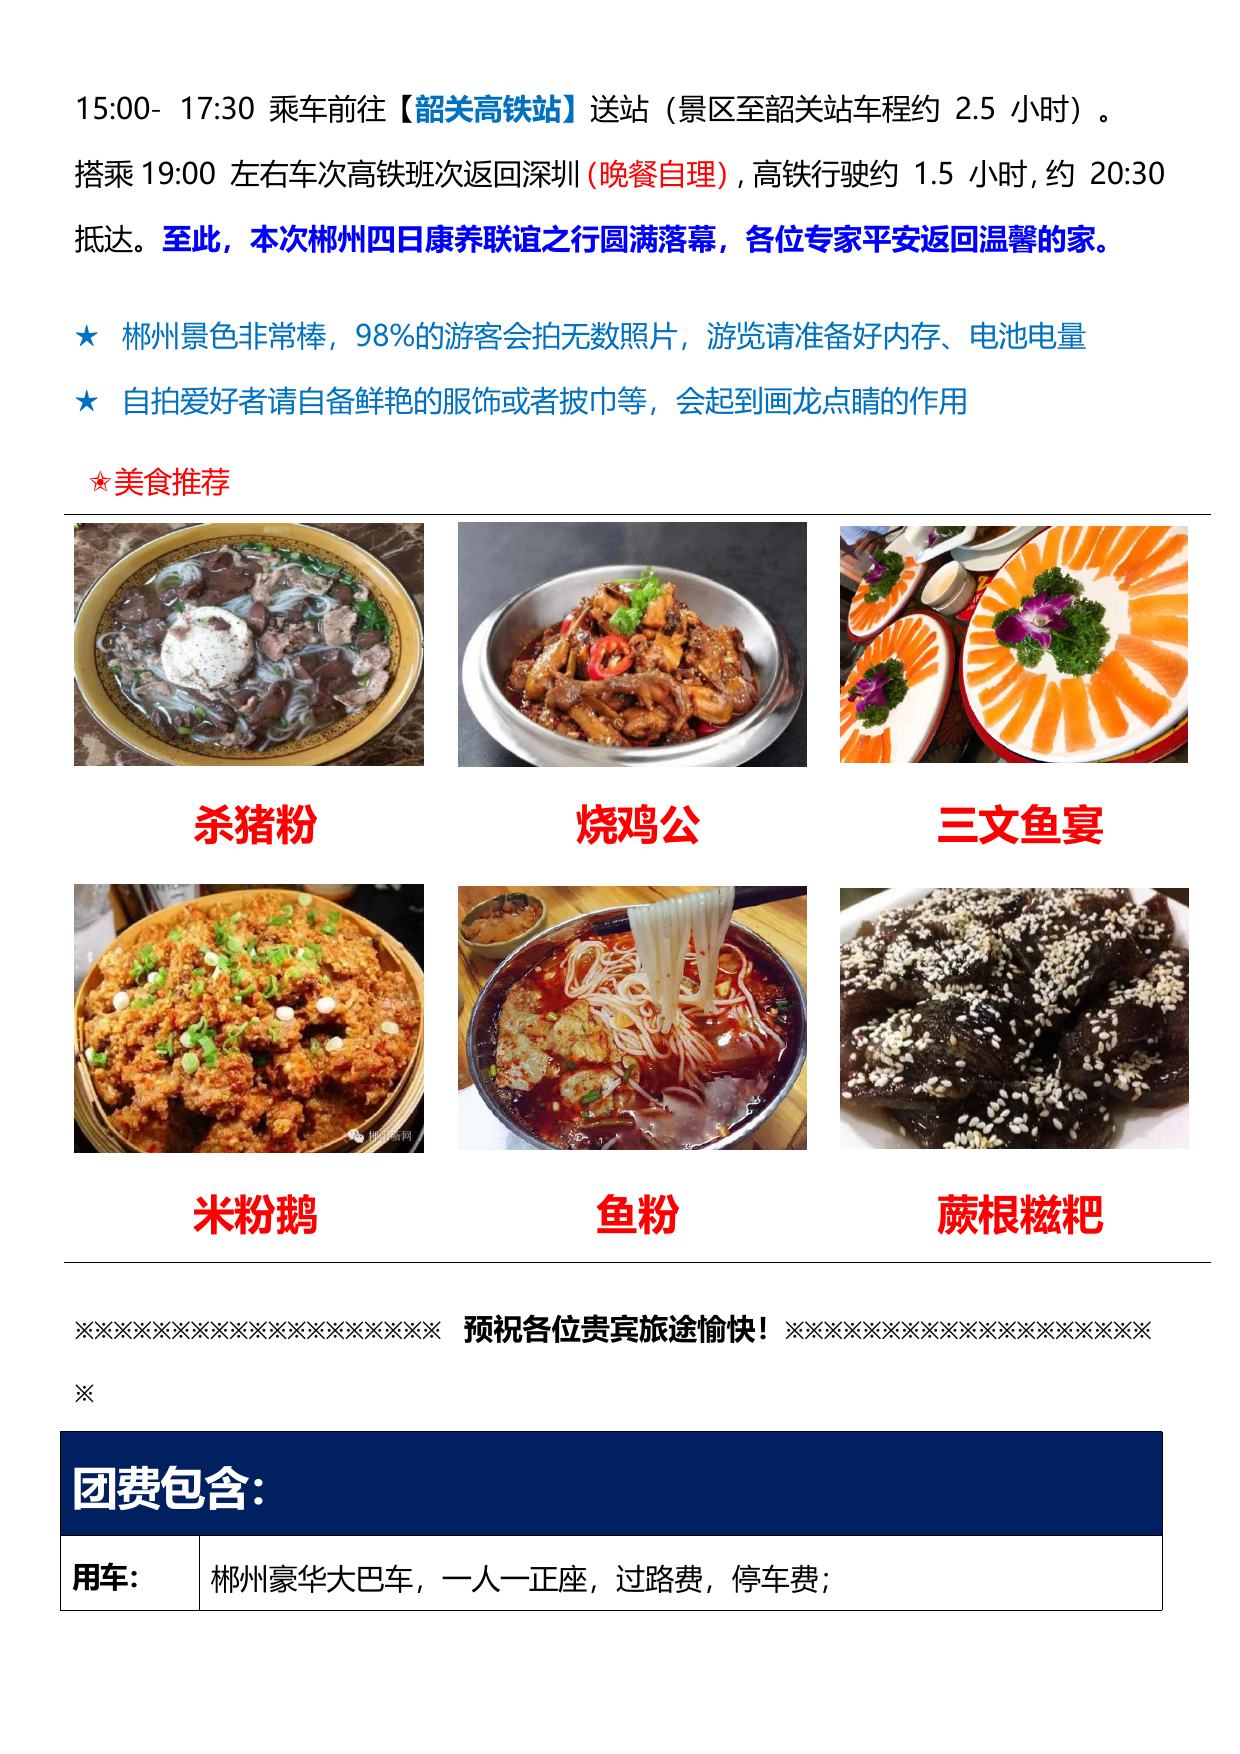 15:00- 17:30 乘车前往【韶关高铁站】送站（景区至韶关站车程约 2.5 小时）。
搭乘 19:00 左右车次高铁班次返回深圳 (晚餐自理) , 高铁行驶约 1.5 小时, 约 20:30
抵达。至此，本次郴州四日康养联谊之行圆满落幕，各位专家平安返回温馨的家。
★ 郴州景色非常棒，98%的游客会拍无数照片，游览请准备好内存、电池电量
★ 自拍爱好者请自备鲜艳的服饰或者披巾等，会起到画龙点睛的作用
✬美食推荐
杀猪粉 烧鸡公 三文鱼宴
米粉鹅 鱼粉 蕨根糍粑
※※※※※※※※※※※※※※※※※※※ 预祝各位贵宾旅途愉快！※※※※※※※※※※※※※※※※※※※
※
团费包含：
用车： 郴州豪华大巴车，一人一正座，过路费，停车费；